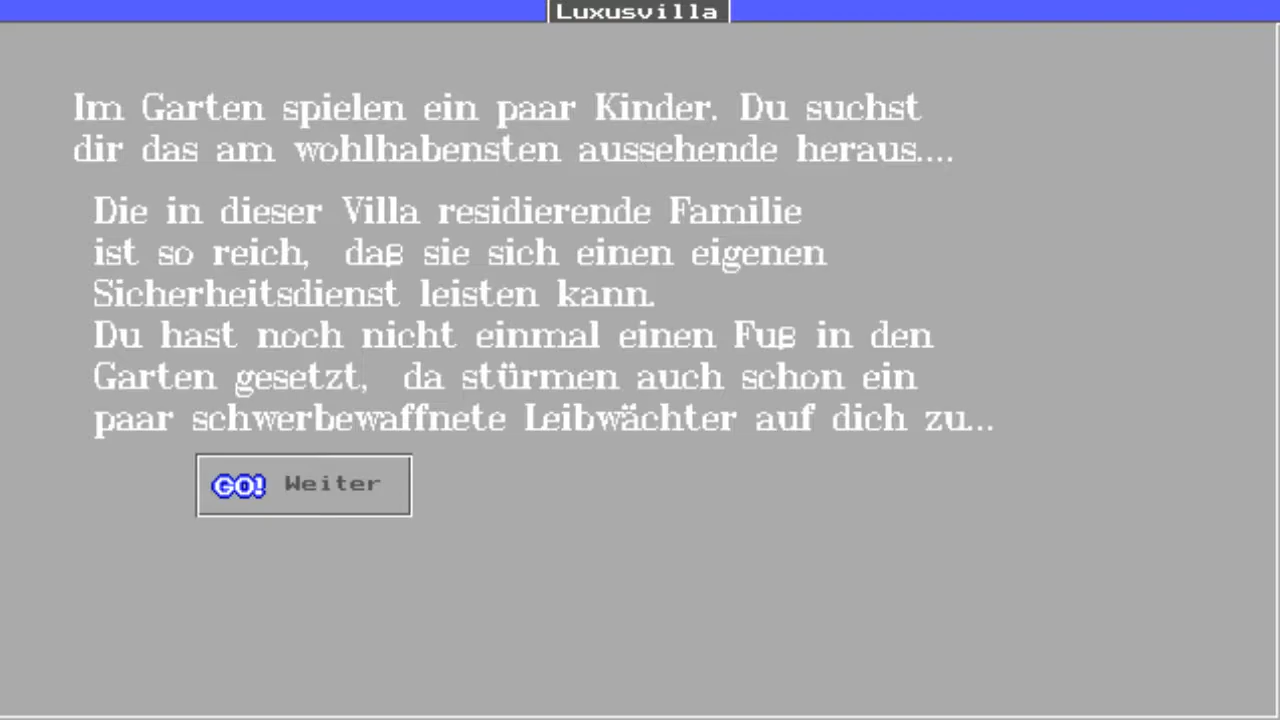 Luxusvilla
Im Garten spielen ein paar Kinder. Du suchst
dir das am wohlhabensten aussehende heraus....
Die in dieser Villa residierende Familie
ist so reich, daß sie sich einen eigenen
Sicherheitsdienst leisten kann.
Du hast noch nicht einmal einen Fuß in den
Garten gesetzt, da stürmen auch schon ein
paar schwerbewaffnete Leibwächter auf dich zu...
GO! Weiter